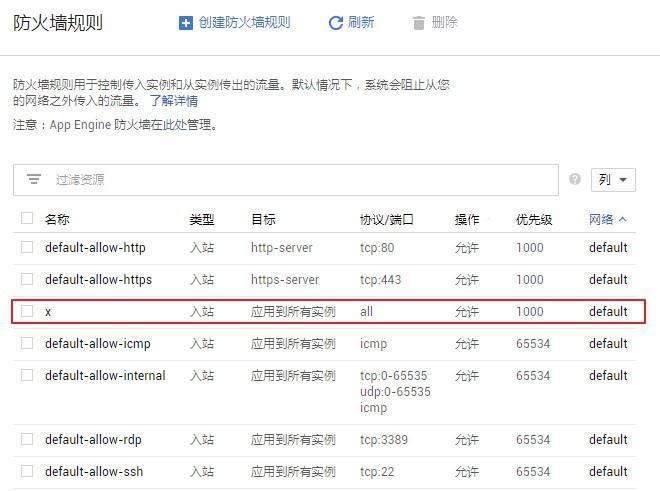 防火墙规则 创建防火墙规则 刷新 删除
防火墙规则用于控制传入实例和从实例传出的流量。默认情况下，系统会阻止从您
的网络之外传入的流量。 了解详情
注意：App Engine 防火墙在此处管理。
过滤资源 ? 列
名称 类型 目标 协议/端口 操作 优先级 网络
default-allow-http 入站 http-server tcp:80 允许 1000 default
default-allow-https 入站 https-server tcp:443 允许 1000 default
x 入站 应用到所有实例 all 允许 1000 default
default-allow-icmp 入站 应用到所有实例 icmp 允许 65534 default
default-allow-internal 入站 应用到所有实例 tcp:0-65535 允许 65534 default
udp:0-65535
icmp
default-allow-rdp 入站 应用到所有实例 tcp:3389 允许 65534 default
default-allow-ssh 入站 应用到所有实例 tcp:22 允许 65534 default